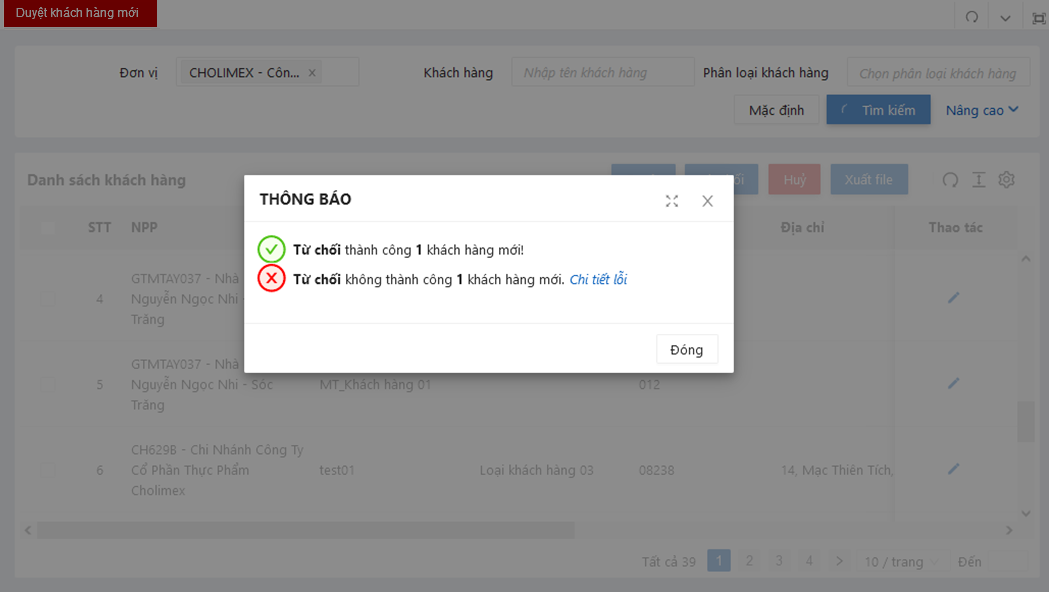 Duyệt khách hàng mới
Đơn vị CHOLIMEX - Côn... × Khách hàng Nhập tên khách hàng Phân loại khách hàng Chọn phân loại khách hàng
Mặc định Tìm kiếm Nâng cao
Danh sách khách hàng Huỷ Xuất file
STT NPP Địa chỉ Thao tác
THÔNG BÁO
Từ chối thành công 1 khách hàng mới!
Từ chối không thành công 1 khách hàng mới. Chi tiết lỗi
Đóng
GTMTAY037 - Nhà
4 Nguyễn Ngọc Nhi -
Trăng
GTMTAY037 - Nhà
5 Nguyễn Ngọc Nhi - Sóc MT_Khách hàng 01 012
Trăng
CH629B - Chi Nhánh Công Ty
6 Cổ Phần Thực Phẩm test01 Loại khách hàng 03 08238 14, Mạc Thiên Tích,
Cholimex
Tất cả 39 1 2 3 4 > 10 / trang Đến